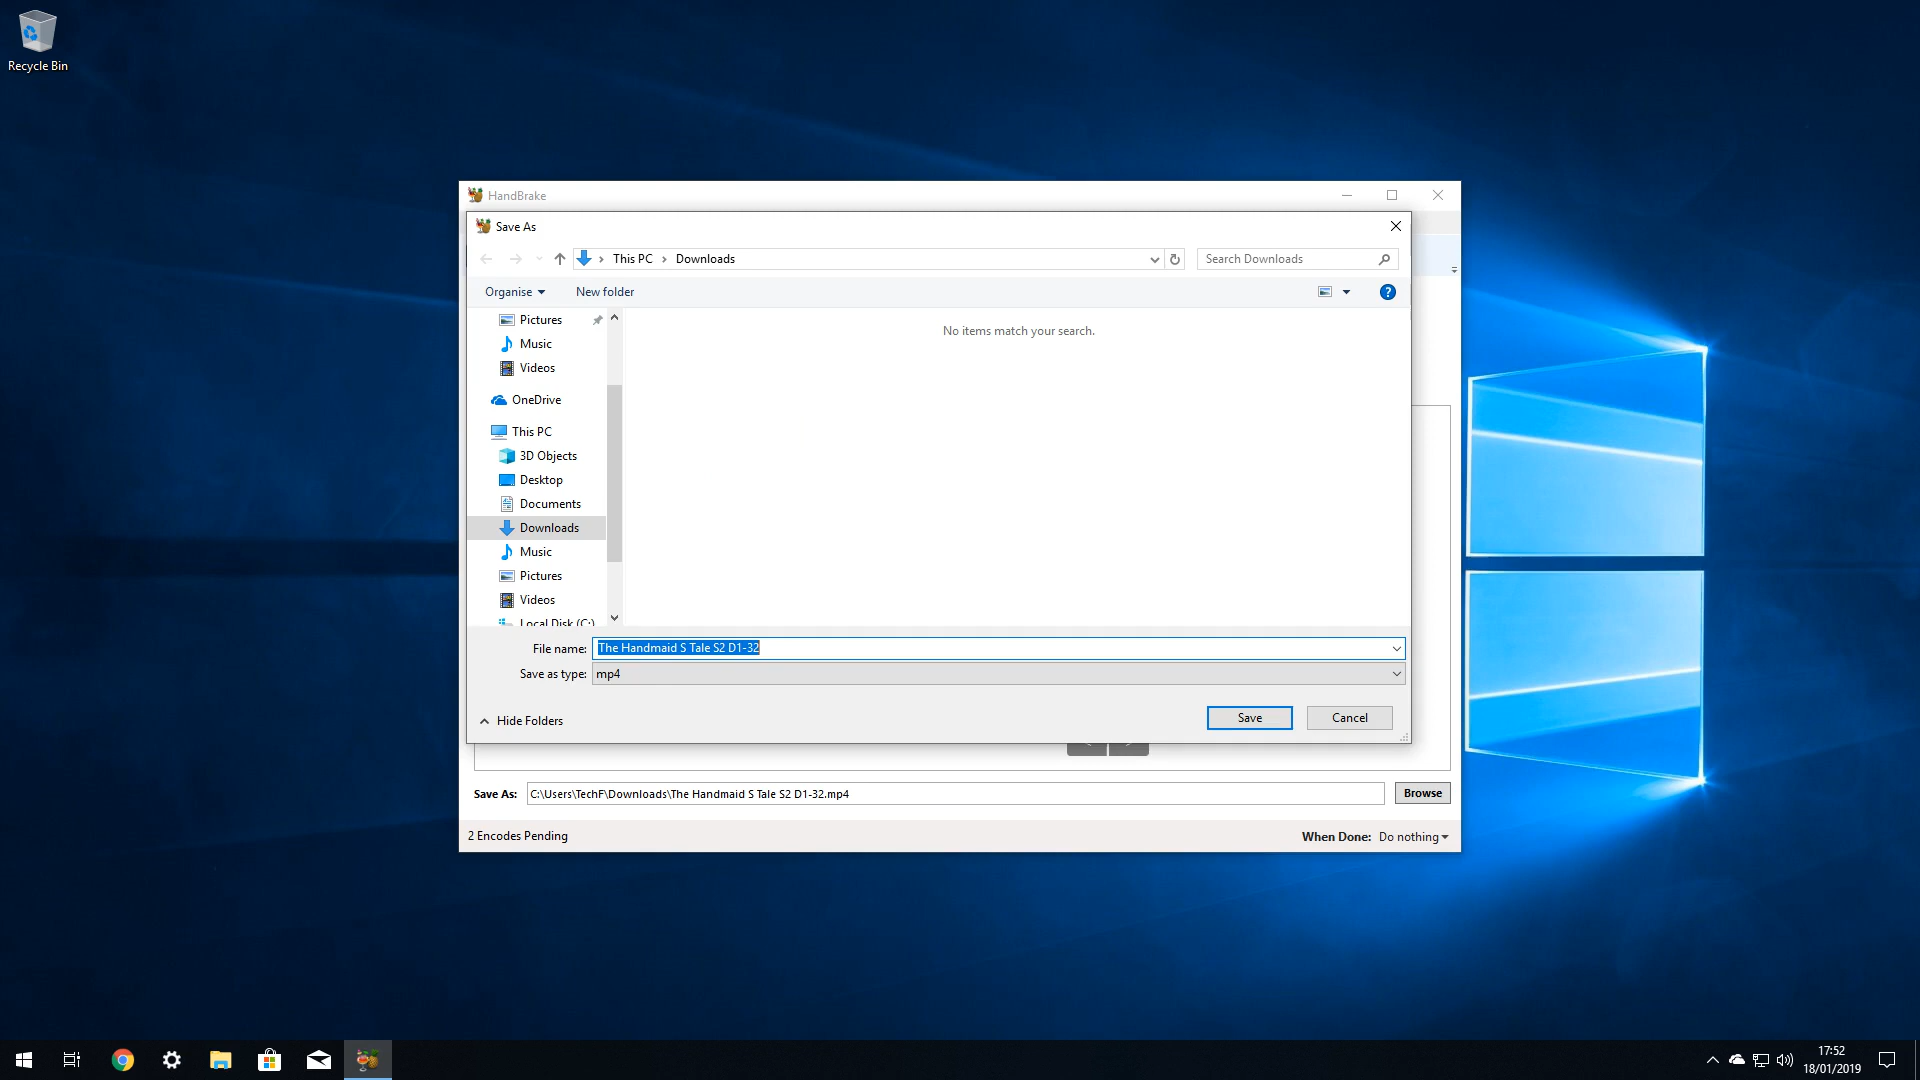 Recycle Bin
HandBrake
Save As
This PC > Downloads
Search Downloads
Organise
New folder
?
Pictures
No items match your search.
Music
Videos
OneDrive
This PC
3D Objects
Desktop
Documents
Downloads
Music
Pictures
Videos
Local Disk (C:)
File name: The Handmaid S Tale S2 D1-32
Save as type: mp4
Hide Folders
Save
Cancel
Save As: C:\Users\TechF\Downloads\The Handmaid S Tale S2 D1-32.mp4
Browse
2 Encodes Pending
When Done: Do nothing
17:52
18/01/2019